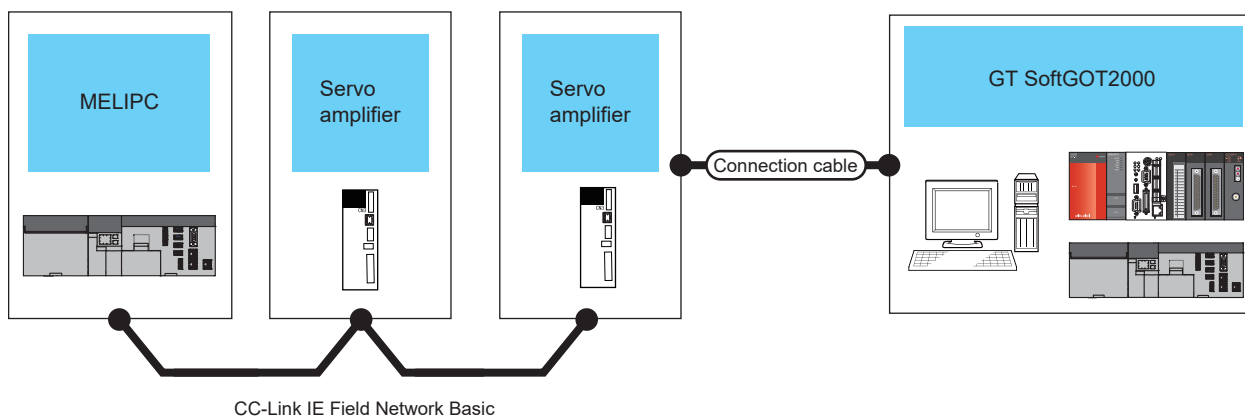 MELIPC
Servo
amplifier
Servo
amplifier
GT SoftGOT2000
Connection cable
CC-Link IE Field Network Basic